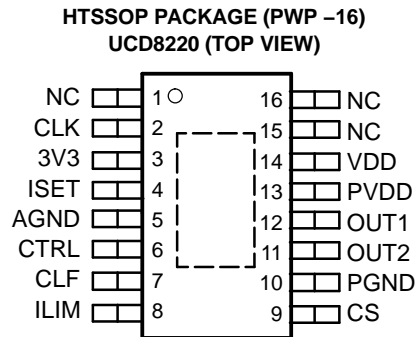 HTSSOP PACKAGE (PWP –16)
UCD8220 (TOP VIEW)
NC 1 16 NC
CLK 2 15 NC
3V3 3 14 VDD
ISET 4 13 PVDD
AGND 5 12 OUT1
CTRL 6 11 OUT2
CLF 7 10 PGND
ILIM 8 9 CS